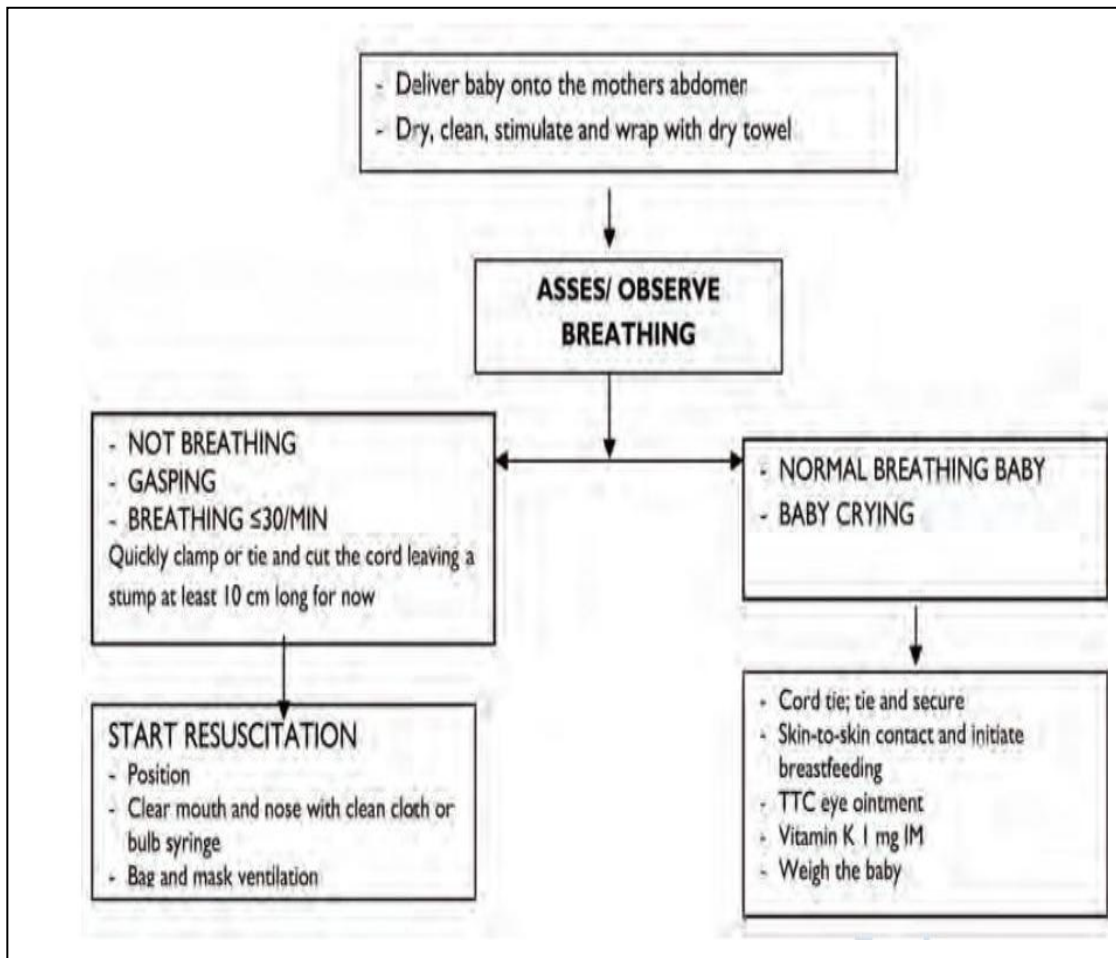 - Deliver baby onto the mothers abdomen
- Dry, clean, stimulate and wrap with dry towel
ASSES/ OBSERVE
BREATHING
- NOT BREATHING
- GASPING
- BREATHING ≤30/MIN
Quickly clamp or tie and cut the cord leaving a
stump at least 10 cm long for now
- NORMAL BREATHING BABY
- BABY CRYING
START RESUSCITATION
- Position
- Clear mouth and nose with clean cloth or
bulb syringe
- Bag and mask ventilation
- Cord tie; tie and secure
- Skin-to-skin contact and initiate
breastfeeding
- TTC eye ointment
- Vitamin K 1 mg IM
- Weigh the baby